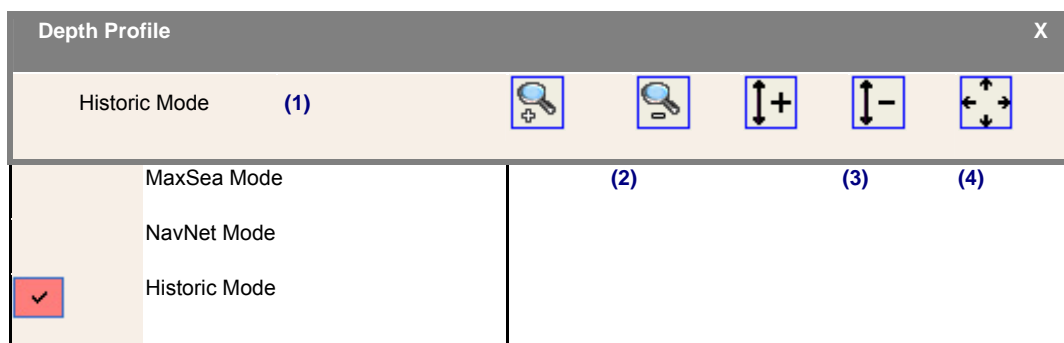 Depth Profile X
Historic Mode (1)
MaxSea Mode (2) (3) (4)
NavNet Mode
Historic Mode